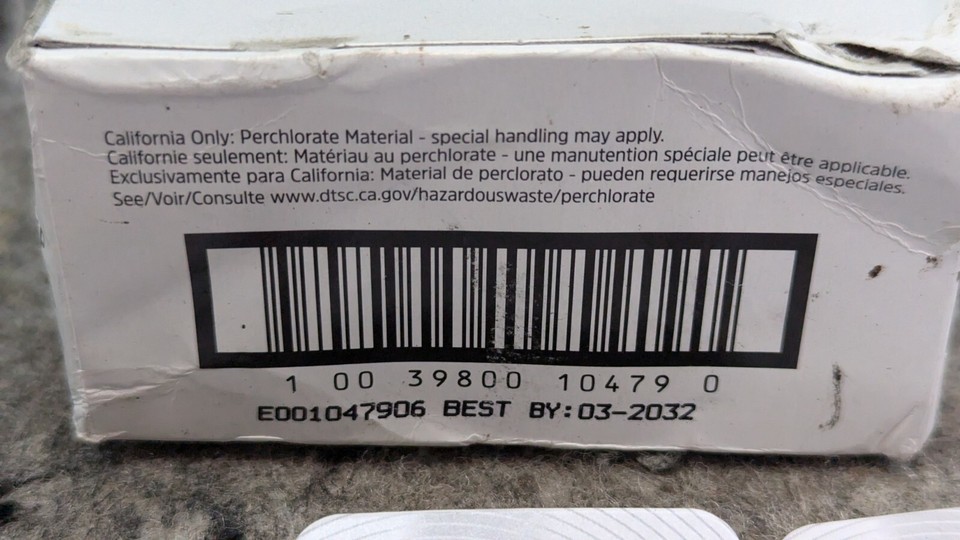 California Only: Perchlorate Material - special handling may apply.
Californie seulement: Matériau au perchlorate - une manutention spéciale peut être applicable.
Exclusivamente para California: Material de perclorato - pueden requerirse manejos especiales.
See/Voir/Consulte www.dtsc.ca.gov/hazardouswaste/perchlorate
1 00 39800 10479 0
E001047906 BEST BY:03-2032